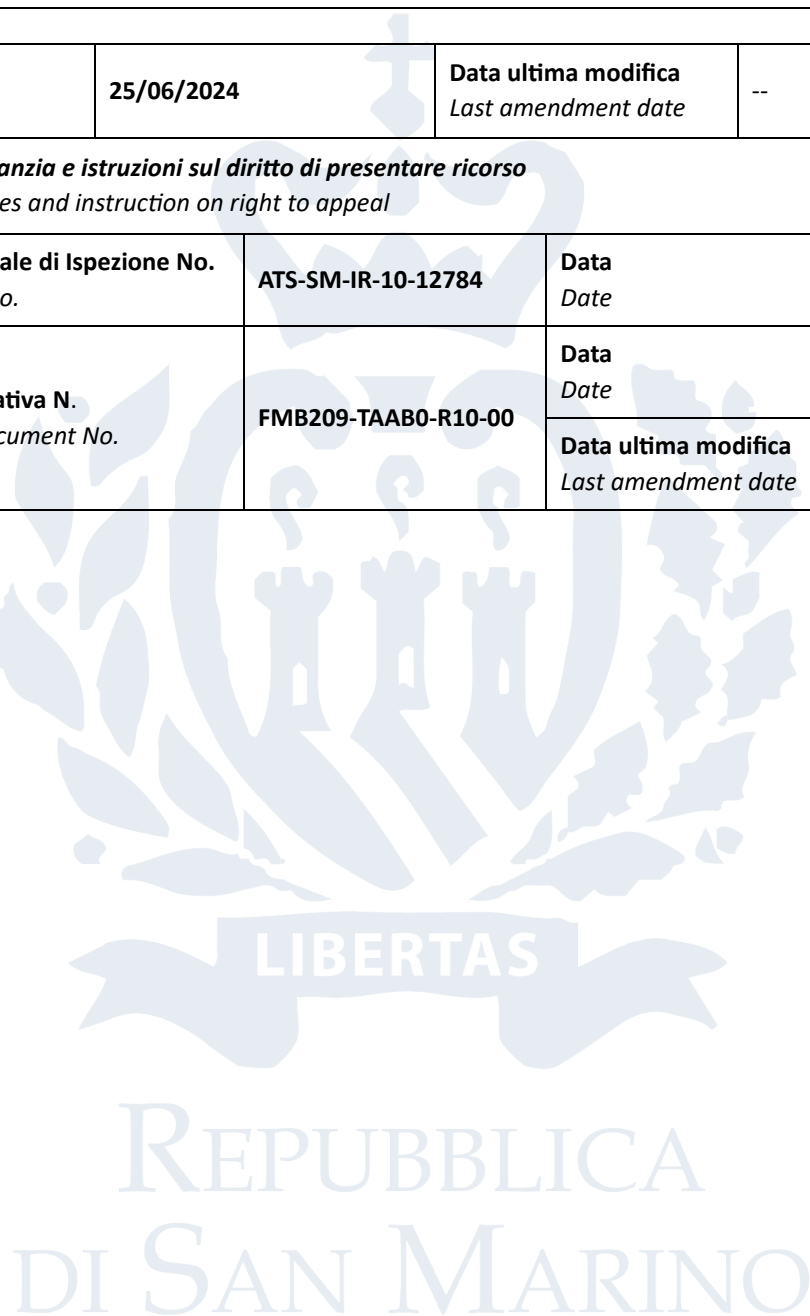 25/06/2024
Data ultima modifica
Last amendment date
--
anzia e istruzioni sul diritto di presentare ricorso
es and instruction on right to appeal
ale di Ispezione No.
o.
ATS-SM-IR-10-12784
Data
Date
ativa N.
cument No.
FMB209-TAAB0-R10-00
Data
Date
Data ultima modifica
Last amendment date
LIBERTAS
REPUBBLICA
DI SAN MARINO